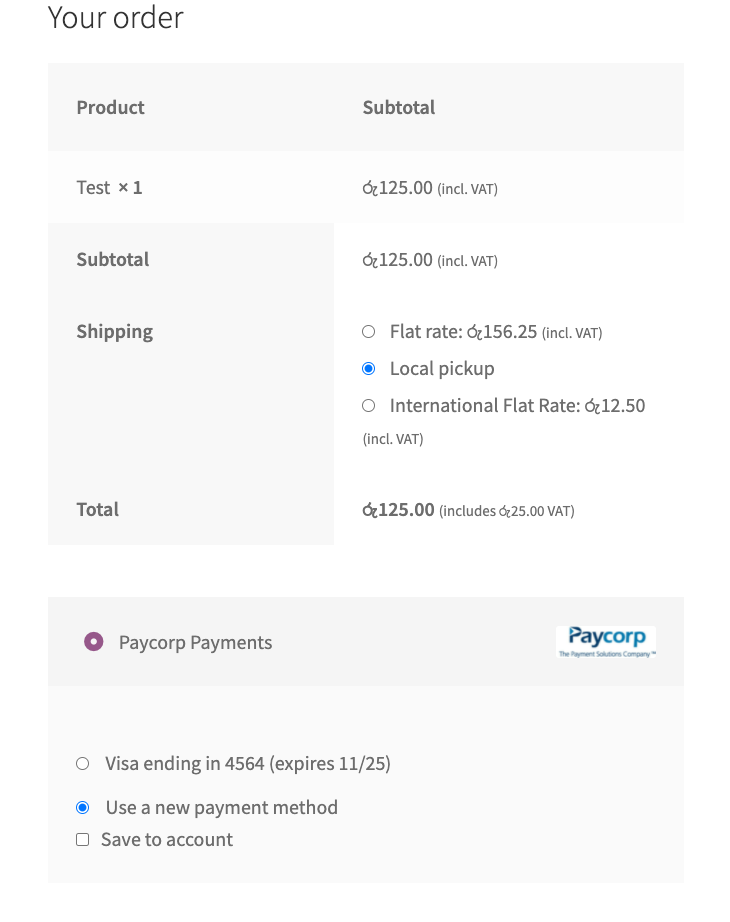 Your order
Product Subtotal
Test × 1 රු125.00 (incl. VAT)
Subtotal රු125.00 (incl. VAT)
Shipping Flat rate: රු156.25 (incl. VAT)
Local pickup
International Flat Rate: රු12.50
(incl. VAT)
Total රු125.00 (includes රු25.00 VAT)
Paycorp Payments Paycorp
The Payment Solutions Company™
Visa ending in 4564 (expires 11/25)
Use a new payment method
Save to account